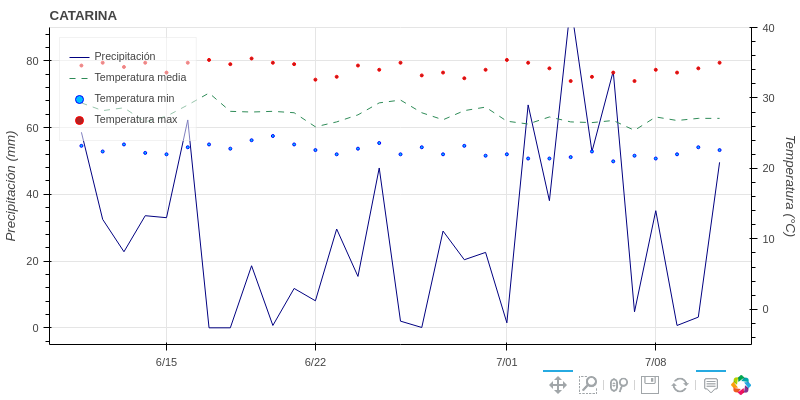 CATARINA
Precipitación
Temperatura media
Temperatura min
Temperatura max
Precipitación (mm)
80
60
40
20
0
Temperatura (°C)
40
30
20
10
0
6/15
6/22
7/01
7/08